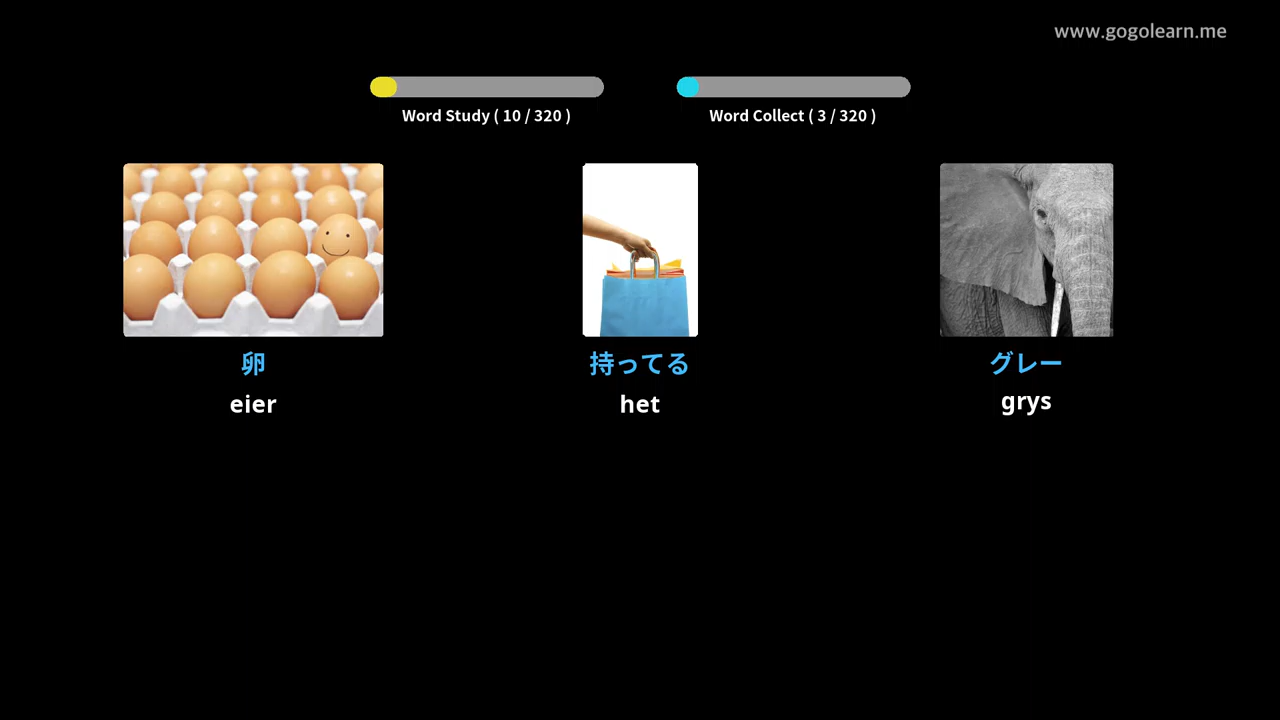 www.gogolearn.me
Word Study ( 10 / 320 )
Word Collect ( 3 / 320 )
卵
持ってる
グレー
eier
het
grys